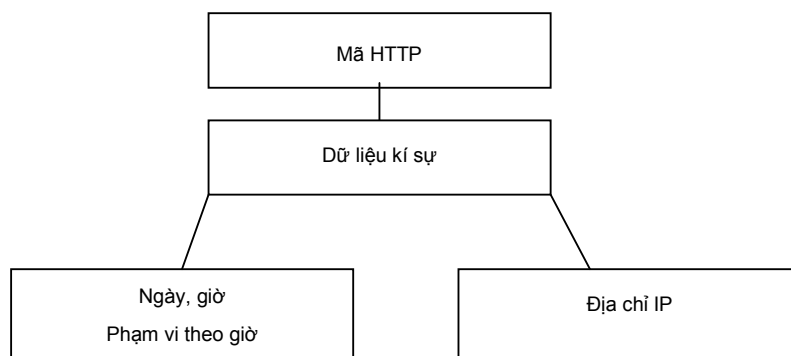 Mã HTTP
Dữ liệu kí sự
Ngày, giờ
Phạm vi theo giờ
Địa chỉ IP